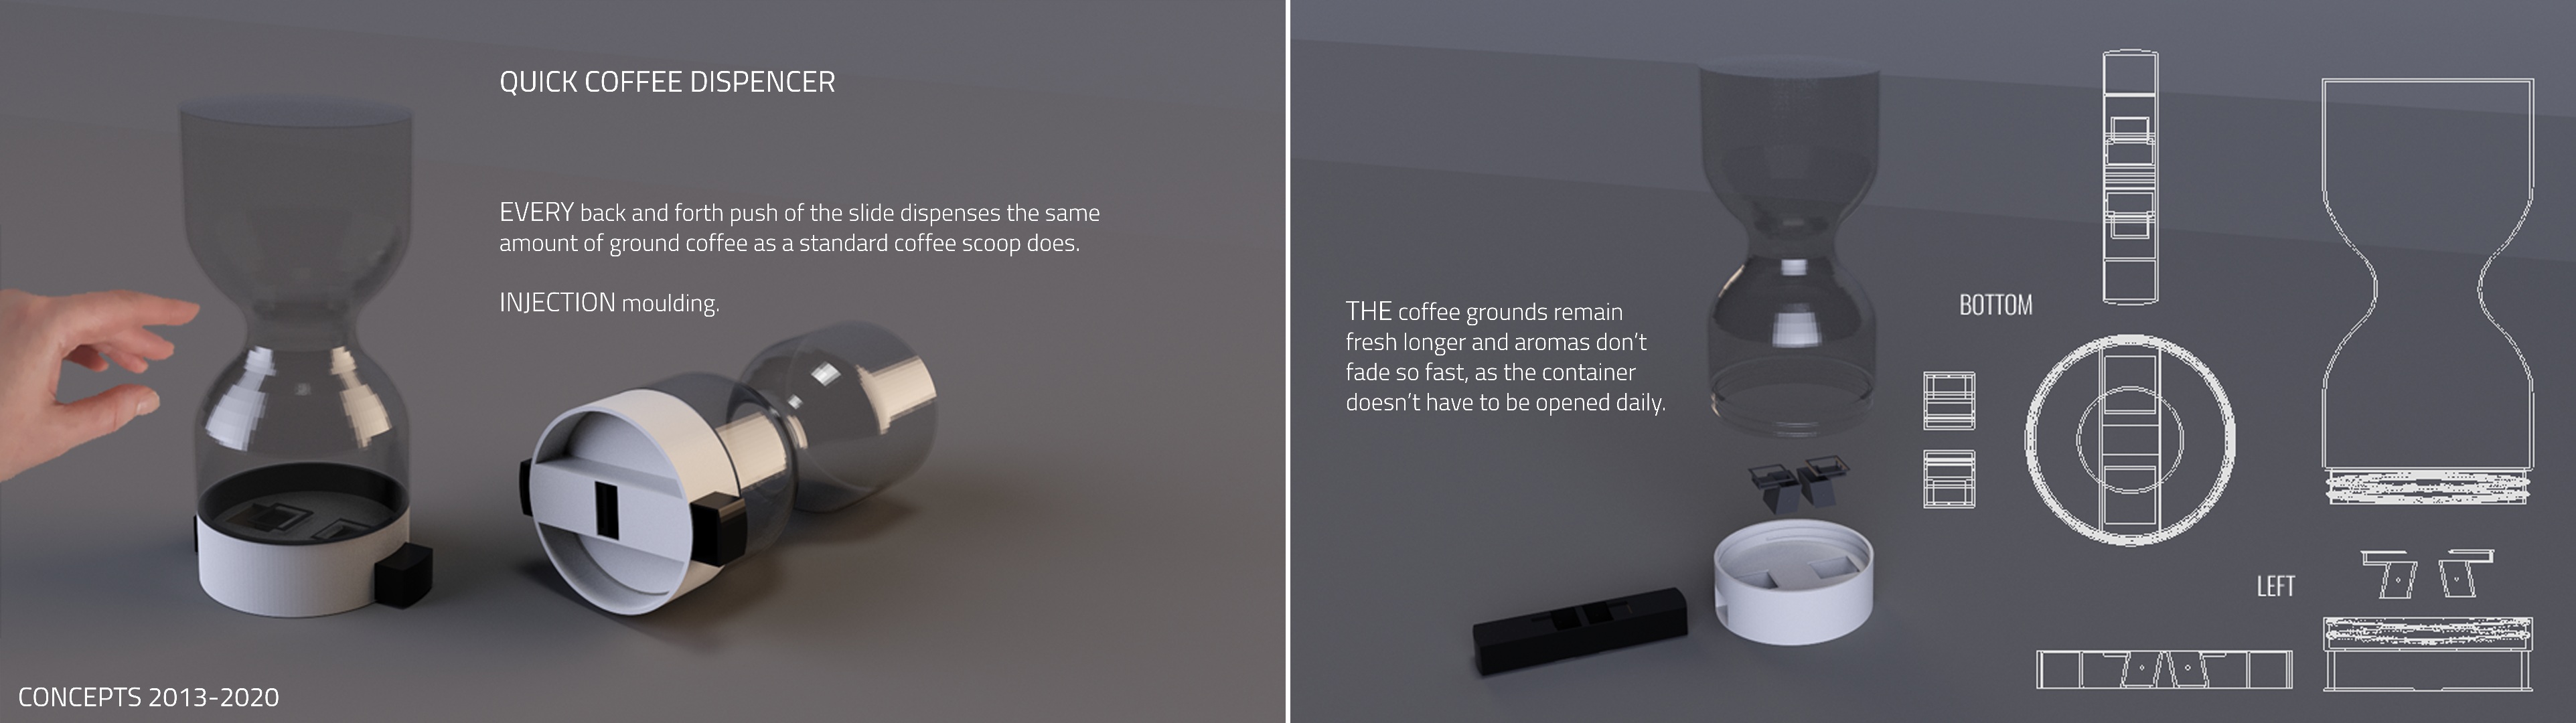 QUICK COFFEE DISPENCER
EVERY back and forth push of the slide dispenses the same
amount of ground coffee as a standard coffee scoop does.
INJECTION moulding.
CONCEPTS 2013-2020
THE coffee grounds remain
fresh longer and aromas don't
fade so fast, as the container
doesn't have to be opened daily.
BOTTOM
LEFT